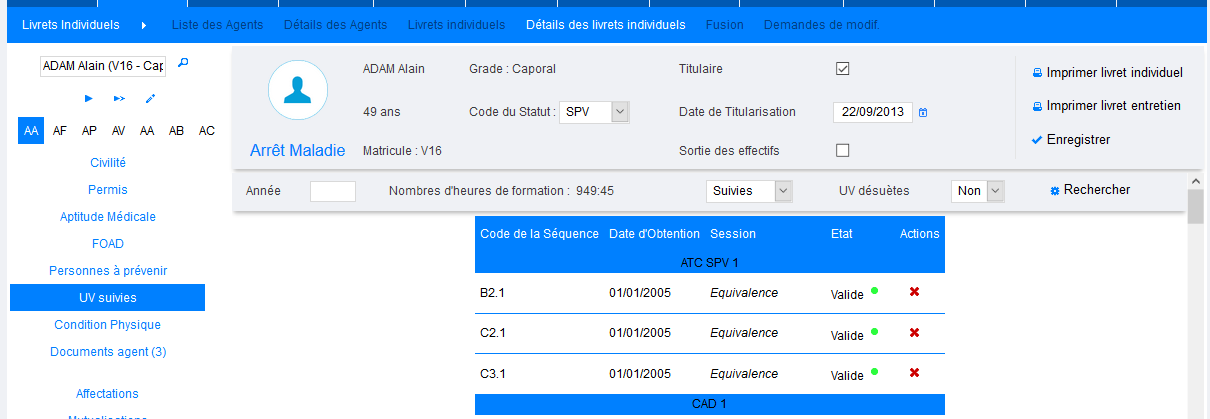 Livrets Individuels Liste des Agents Détails des Agents Livrets individuels Détails des livrets individuels Fusion Demandes de modif.
ADAM Alain (V16 - Cap
AA AF AP AV AA AB AC
Civilité
Permis
Aptitude Médicale
FOAD
Personnes à prévenir
UV suivies
Condition Physique
Documents agent (3)
Affectations
Mutualisations
ADAM Alain Grade : Caporal Titulaire
49 ans Code du Statut : SPV Date de Titularisation 22/09/2013
Arrêt Maladie Matricule : V16 Sortie des effectifs
Imprimer livret individuel
Imprimer livret entretien
Enregistrer
Année Nombres d'heures de formation : 949:45 Suivies UV désuètes Non Rechercher
Code de la Séquence Date d'Obtention Session Etat Actions
ATC SPV 1
B2.1 01/01/2005 Equivalence Valide
C2.1 01/01/2005 Equivalence Valide
C3.1 01/01/2005 Equivalence Valide
CAD 1